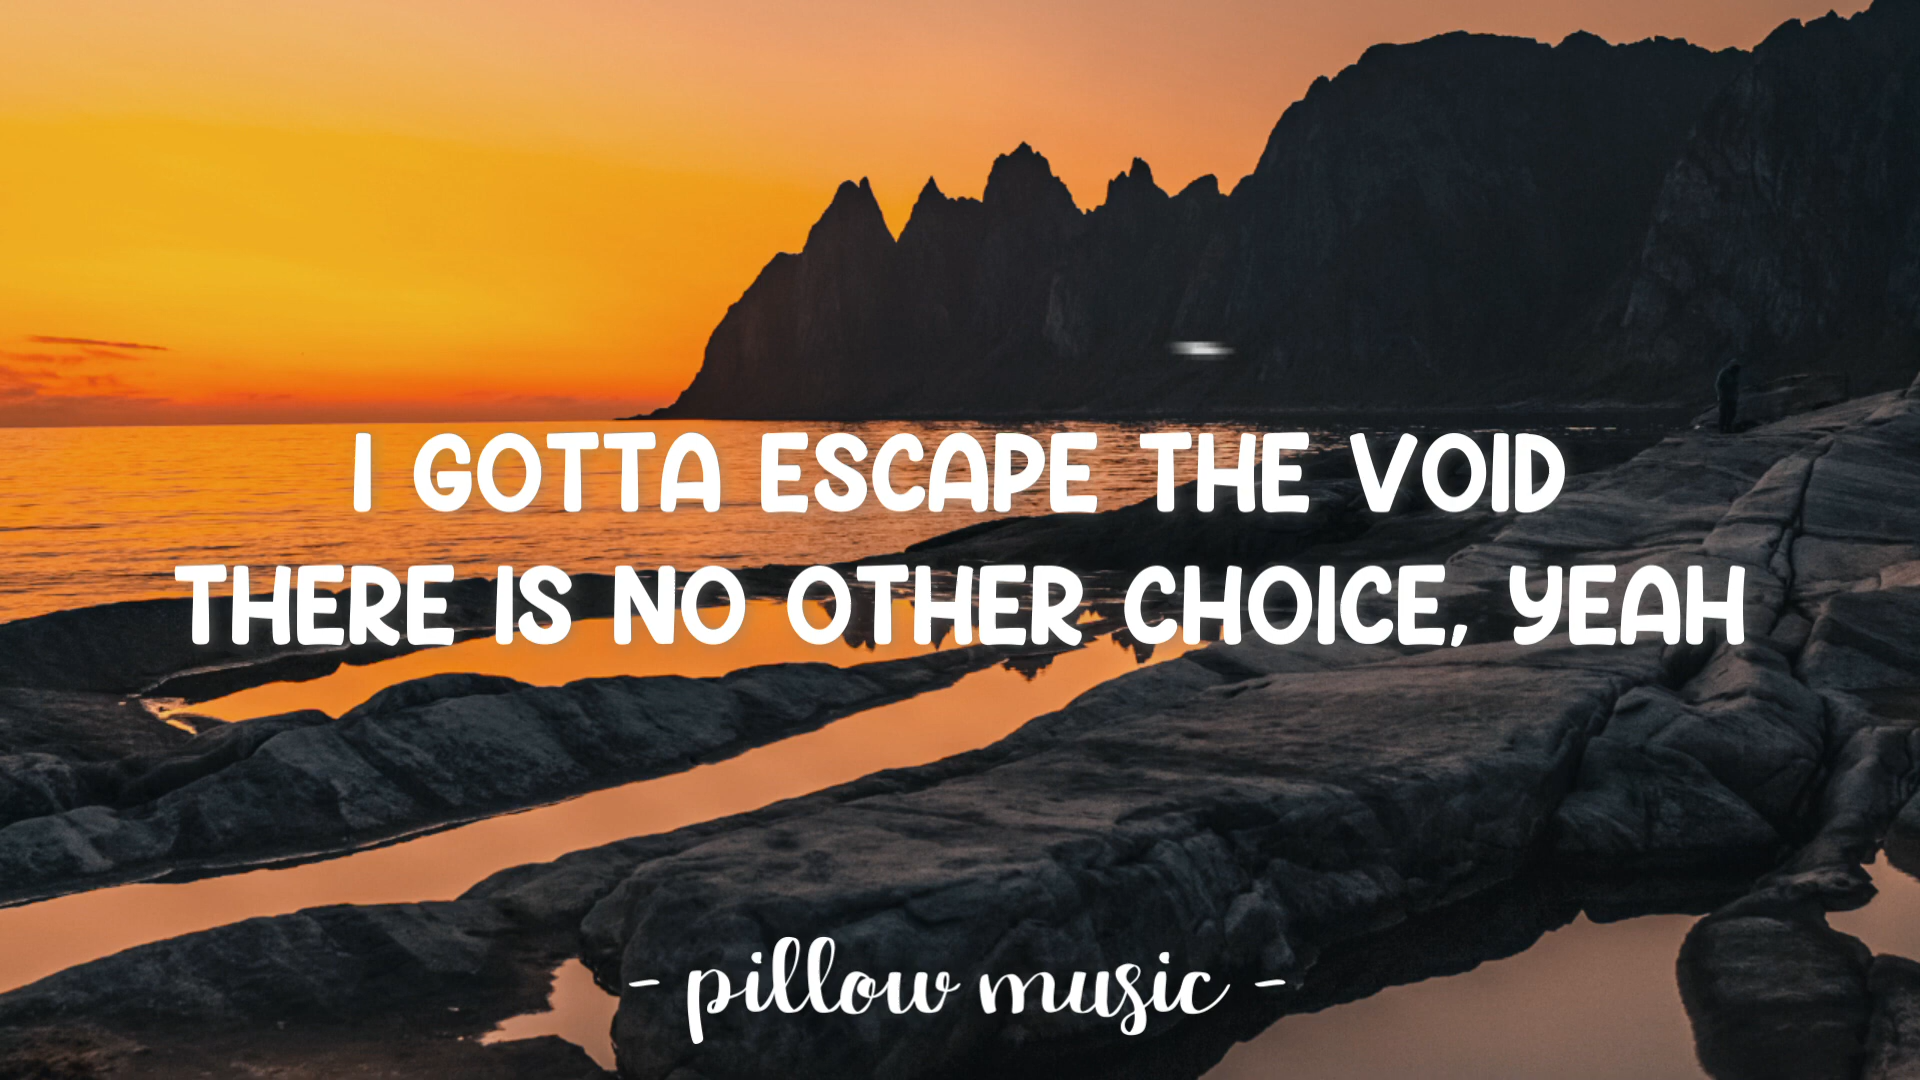 I GOTTA ESCAPE THE VOID
THERE IS NO OTHER CHOICE, YEAH
- pillow music -